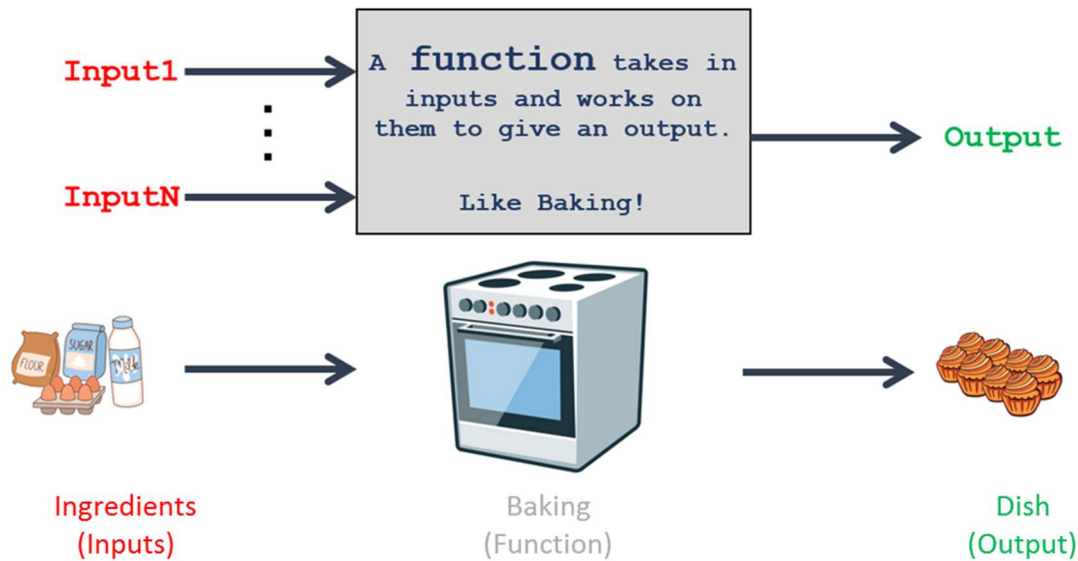 Input1
A function takes in
inputs and works on
them to give an output.
Output
InputN
Like Baking!
FLOUR
SUGAR
Milk
Ingredients
(Inputs)
Baking
(Function)
Dish
(Output)